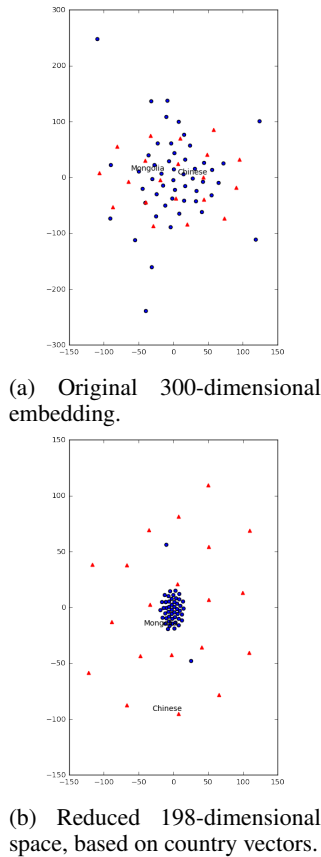 300
200
100
0
−100
−200
−300
−150 −100 −50 0 50 100 150
Mongolia
Chinese
(a) Original 300-dimensional
embedding.
150
100
50
0
−50
−100
−150
−150 −100 −50 0 50 100 150
Mong
Chinese
(b) Reduced 198-dimensional
space, based on country vectors.